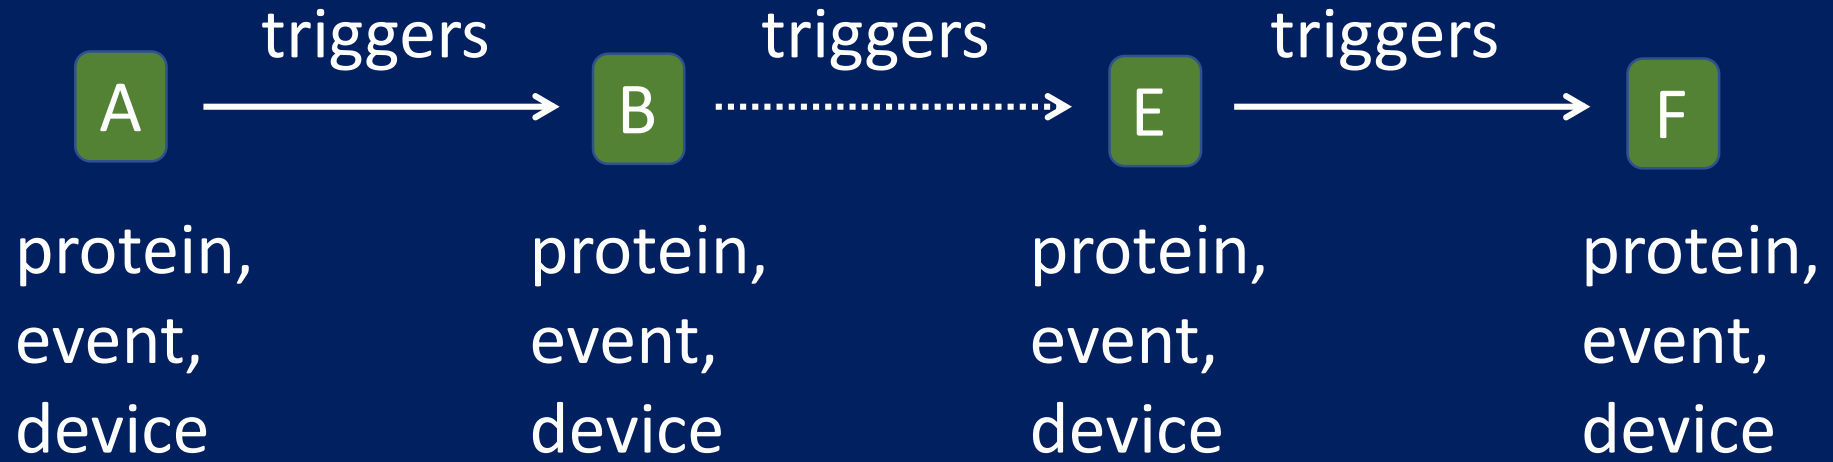 triggers triggers triggers
A B E F
protein, protein, protein, protein,
event, event, event, event,
device device device device